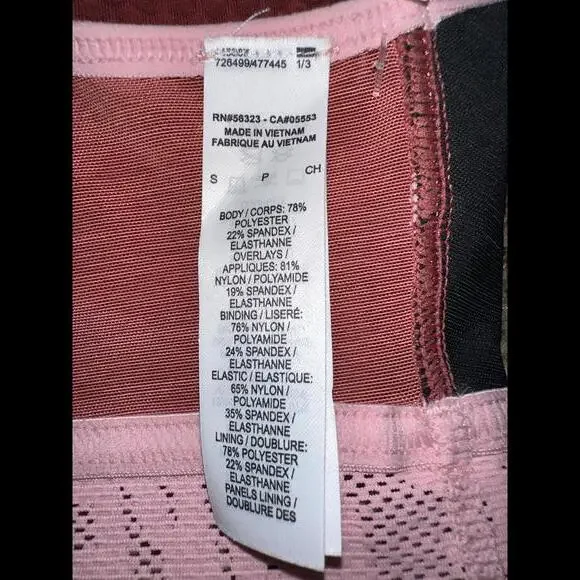 726499/477445 1/3
RN#56323 - CA#05553
MADE IN VIETNAM
FABRIQUE AU VIETNAM
S P CH
BODY / CORPS: 78%
POLYESTER
22% SPANDEX /
ELASTHANNE
OVERLAYS /
APPLIQUES: 81%
NYLON / POLYAMIDE
19% SPANDEX /
ELASTHANNE
BINDING / LISERÉ:
76% NYLON /
POLYAMIDE
24% SPANDEX /
ELASTHANNE
ELASTIC / ELASTIQUE:
65% NYLON /
POLYAMIDE
35% SPANDEX /
ELASTHANNE
LINING / DOUBLURE:
78% POLYESTER
22% SPANDEX /
ELASTHANNE
PANELS LINING /
DOUBLURE DES